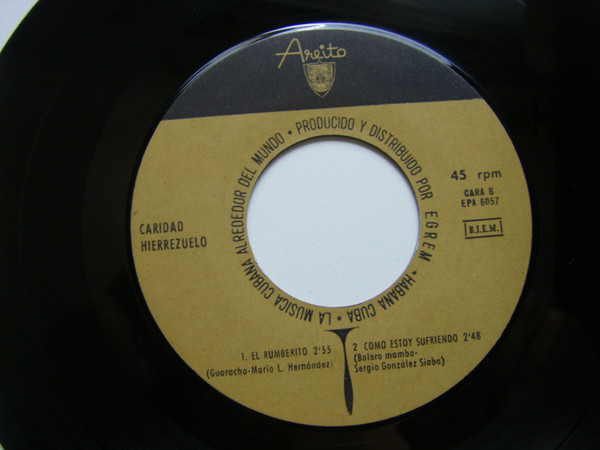 Areito
PRODUCIDO Y DISTRIBUIDO POR EGREM • HABANA CUBA • LA MUSICA CUBANA ALREDEDOR DEL MUNDO •
45 rpm
CARA B
EPA 6057
B.I.E.M.
CARIDAD
HIERREZUELO
1. EL RUMBERITO 2'55
(Guaracha-Mario L. Hernández)
2 COMO ESTOY SUFRIENDO 2'48
(Bolero mambo-
Sergio González Siaba)